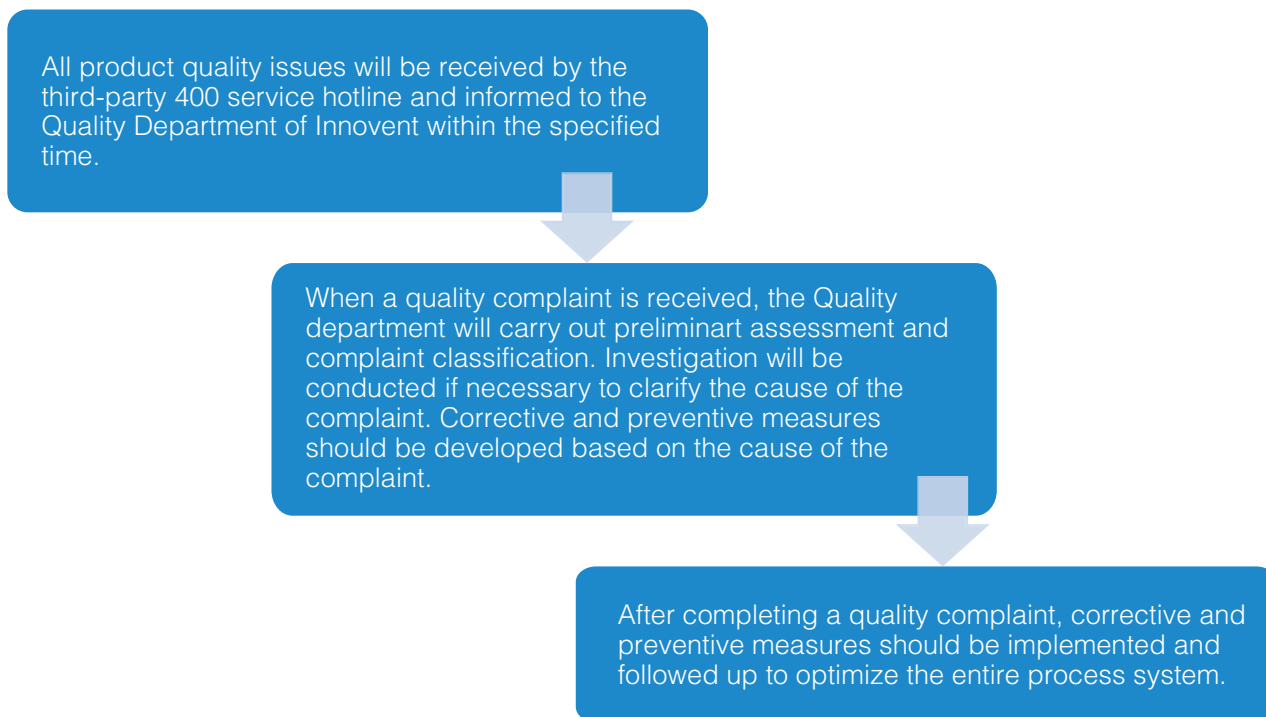 All product quality issues will be received by the
third-party 400 service hotline and informed to the
Quality Department of Innovent within the specified
time.
When a quality complaint is received, the Quality
department will carry out preliminart assessment and
complaint classification. Investigation will be
conducted if necessary to clarify the cause of the
complaint. Corrective and preventive measures
should be developed based on the cause of the
complaint.
After completing a quality complaint, corrective and
preventive measures should be implemented and
followed up to optimize the entire process system.